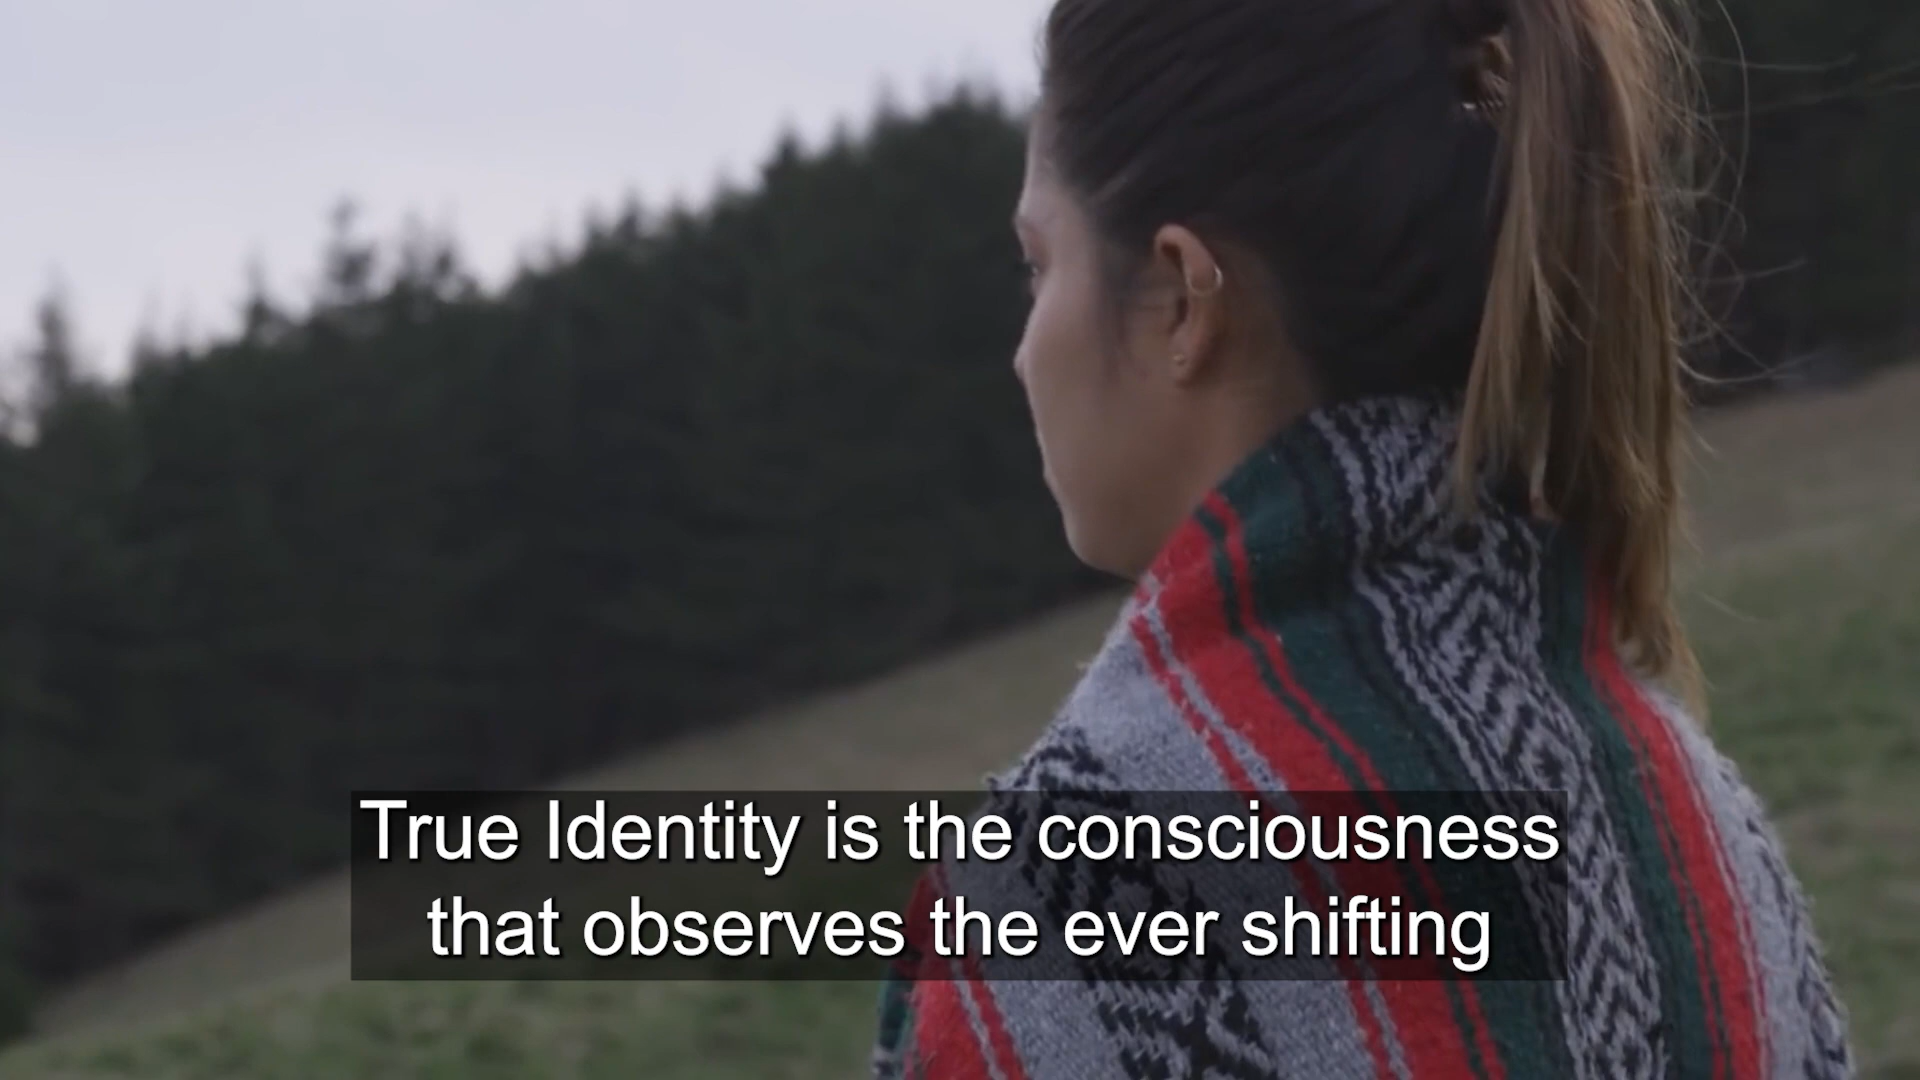 True Identity is the consciousness
that observes the ever shifting